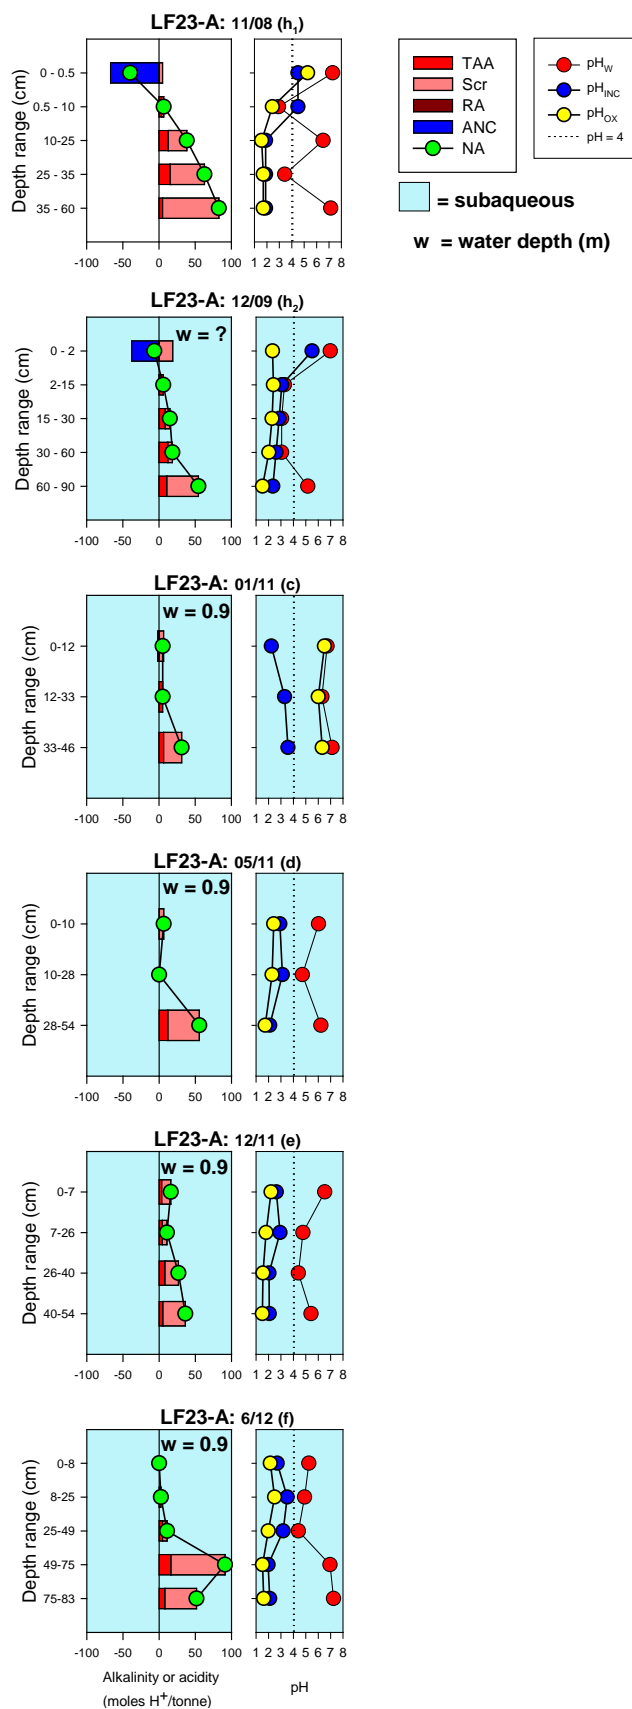 LF23-A: 11/08 (h1)
Depth range (cm)
0 - 0.5
0.5 - 10
10-25
25 - 35
35 - 60
-100 -50 0 50 100
1 2 3 4 5 6 7 8
TAA
Scr
RA
ANC
NA
pHW
pHINC
pHOX
pH = 4
= subaqueous
w = water depth (m)
LF23-A: 12/09 (h2)
w = ?
Depth range (cm)
0 - 2
2-15
15 - 30
30 - 60
60 - 90
-100 -50 0 50 100
1 2 3 4 5 6 7 8
LF23-A: 01/11 (c)
w = 0.9
Depth range (cm)
0-12
12-33
33-46
-100 -50 0 50 100
1 2 3 4 5 6 7 8
LF23-A: 05/11 (d)
w = 0.9
Depth range (cm)
0-10
10-28
28-54
-100 -50 0 50 100
1 2 3 4 5 6 7 8
LF23-A: 12/11 (e)
w = 0.9
Depth range (cm)
0-7
7-26
26-40
40-54
-100 -50 0 50 100
1 2 3 4 5 6 7 8
LF23-A: 6/12 (f)
w = 0.9
Depth range (cm)
0-8
8-25
25-49
49-75
75-83
-100 -50 0 50 100
1 2 3 4 5 6 7 8
Alkalinity or acidity
(moles H+/tonne)
pH